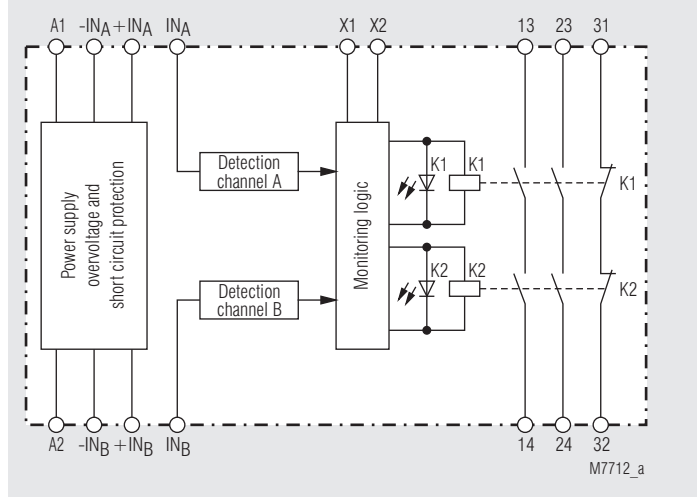 A1 -INA +INA INA X1 X2 13 23 31
Power supply
overvoltage and
short circuit protection
Detection
channel A
Monitoring logic
K1 K1
K1
Detection
channel B
K2 K2
K2
A2 -INB +INB INB 14 24 32
M7712_a